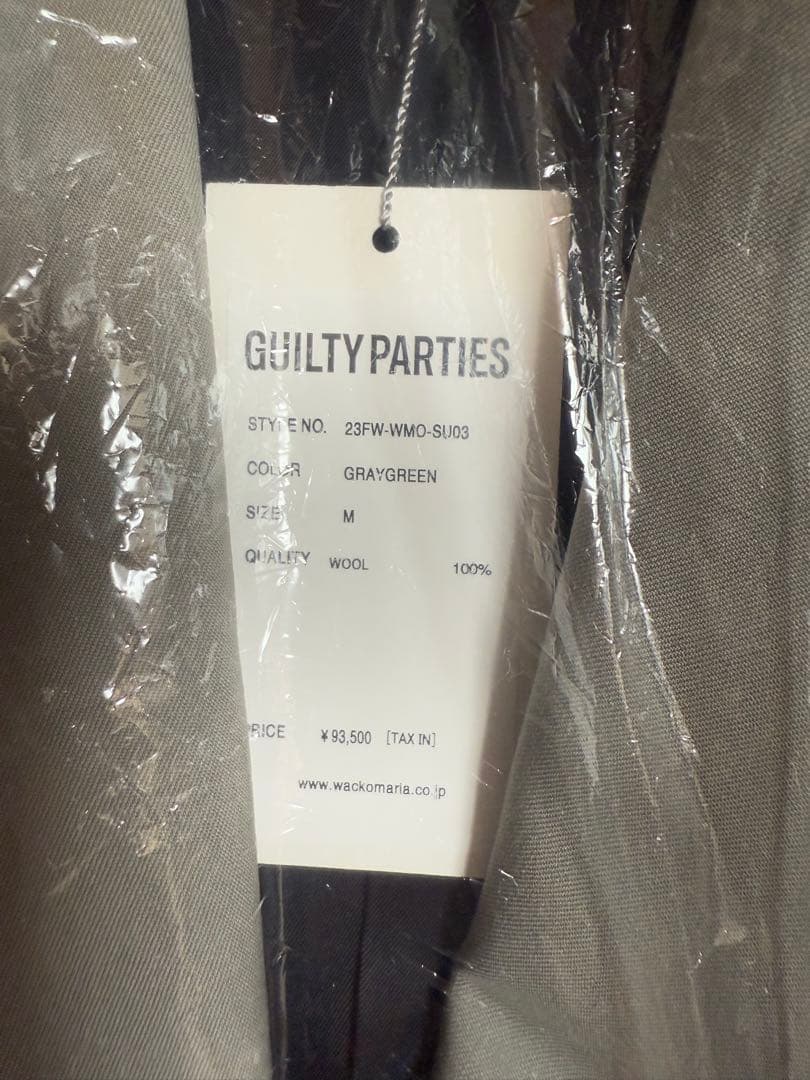 GUILTY PARTIES
STYLE NO. 23FW-WMO-SU03
COLOR GRAYGREEN
SIZE M
QUALITY WOOL 100%
PRICE ¥93,500 [TAX IN]
www.wackomaria.co.jp